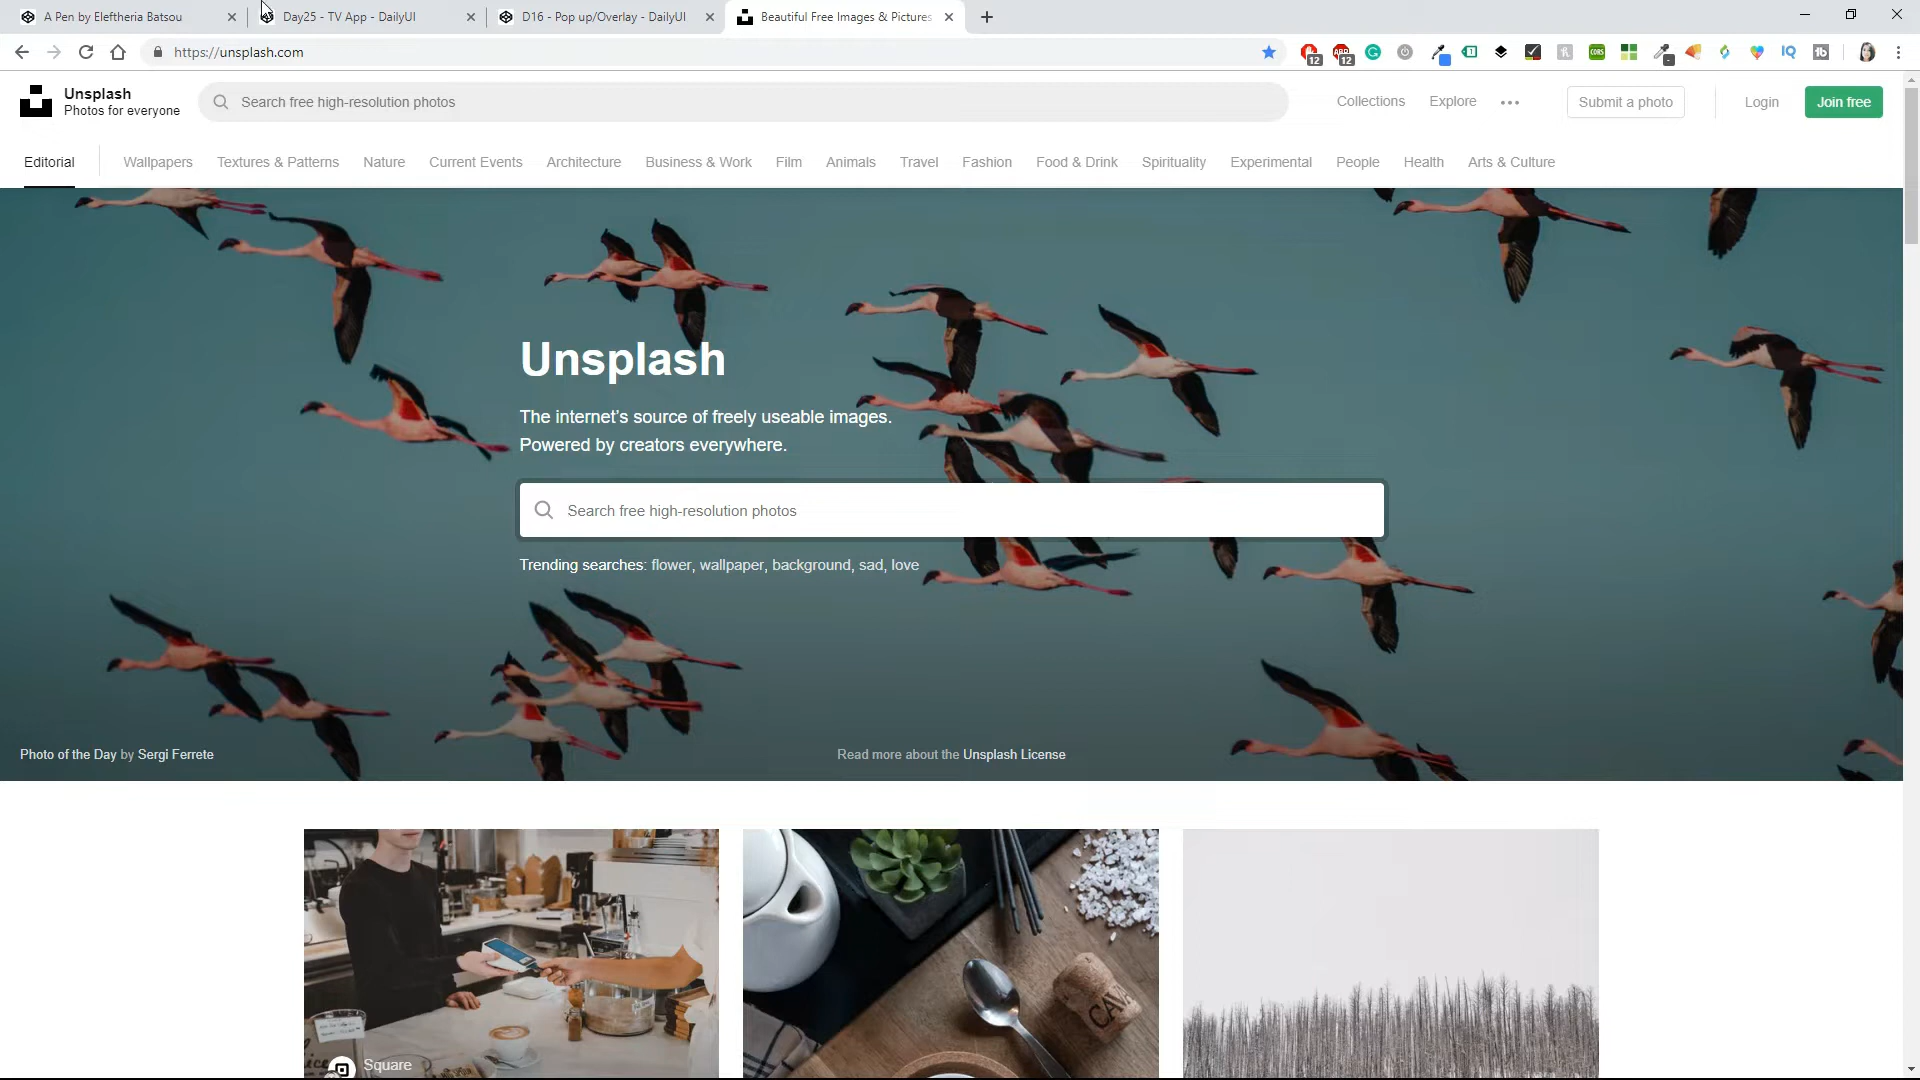 A Pen by Eleftheria Batsou
Day25 - TV App - DailyUI
D16 - Pop up/Overlay - DailyUI
Beautiful Free Images & Pictures
https://unsplash.com
12
12
CORS
IQ
Unsplash
Photos for everyone
Search free high-resolution photos
Collections
Explore
Submit a photo
Login
Join free
Editorial
Wallpapers
Textures & Patterns
Nature
Current Events
Architecture
Business & Work
Film
Animals
Travel
Fashion
Food & Drink
Spirituality
Experimental
People
Health
Arts & Culture
Unsplash
The internet's source of freely useable images.
Powered by creators everywhere.
Search free high-resolution photos
Trending searches: flower, wallpaper, background, sad, love
Photo of the Day by Sergi Ferrete
Read more about the Unsplash License
Square